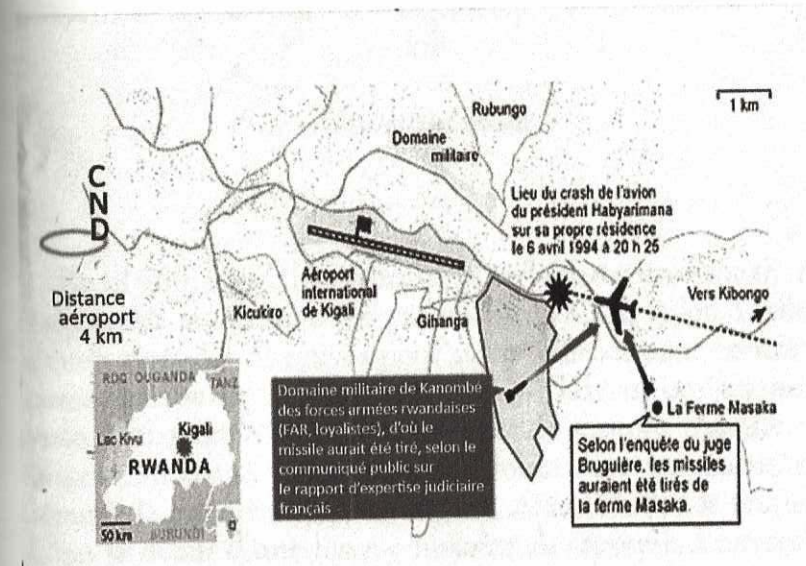 1 km
Rubungo
Domaine
militaire
C
N
D
Lieu du crash de l'avion
du président Habyarimana
sur sa propre résidence
le 6 avril 1994 à 20 h 25
Distance
aéroport
4 km
Kicukiro
Aéroport
international
de Kigali
Gihanga
Vers Kibongo
Domaine militaire de Kanombé
des forces armées rwandaises
(FAR, loyalistes), d'où le
missile aurait été tiré, selon le
communiqué public sur
le rapport d'expertise judiciaire
français
La Ferme Masaka
Selon l'enquête du juge
Bruguière, les missiles
auraient été tirés de
la ferme Masaka.
RDC OUGANDA TANZ.
Lac Kivu
Kigali
RWANDA
50 km
BURUNDI